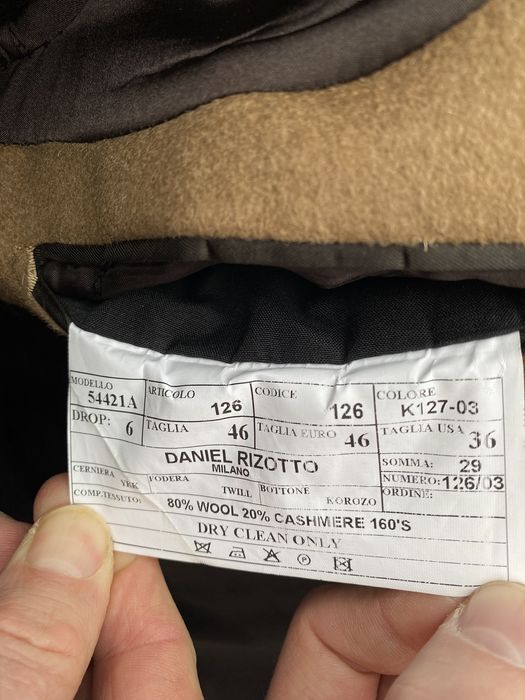 MODELLO 54421A ARTICOLO 126 CODICE 126 COLORE K127-03
DROP: 6 TAGLIA 46 TAGLIA EURO 46 TAGLIA USA 36
DANIEL RIZOTTO SOMMA: 29
MILANO NUMERO: 126/03
CERNIERA YKK FODERA TWILL BOTTONE KOROZO ORDINE:
COMP.TESSUTO: 80% WOOL 20% CASHMERE 160'S
DRY CLEAN ONLY
P